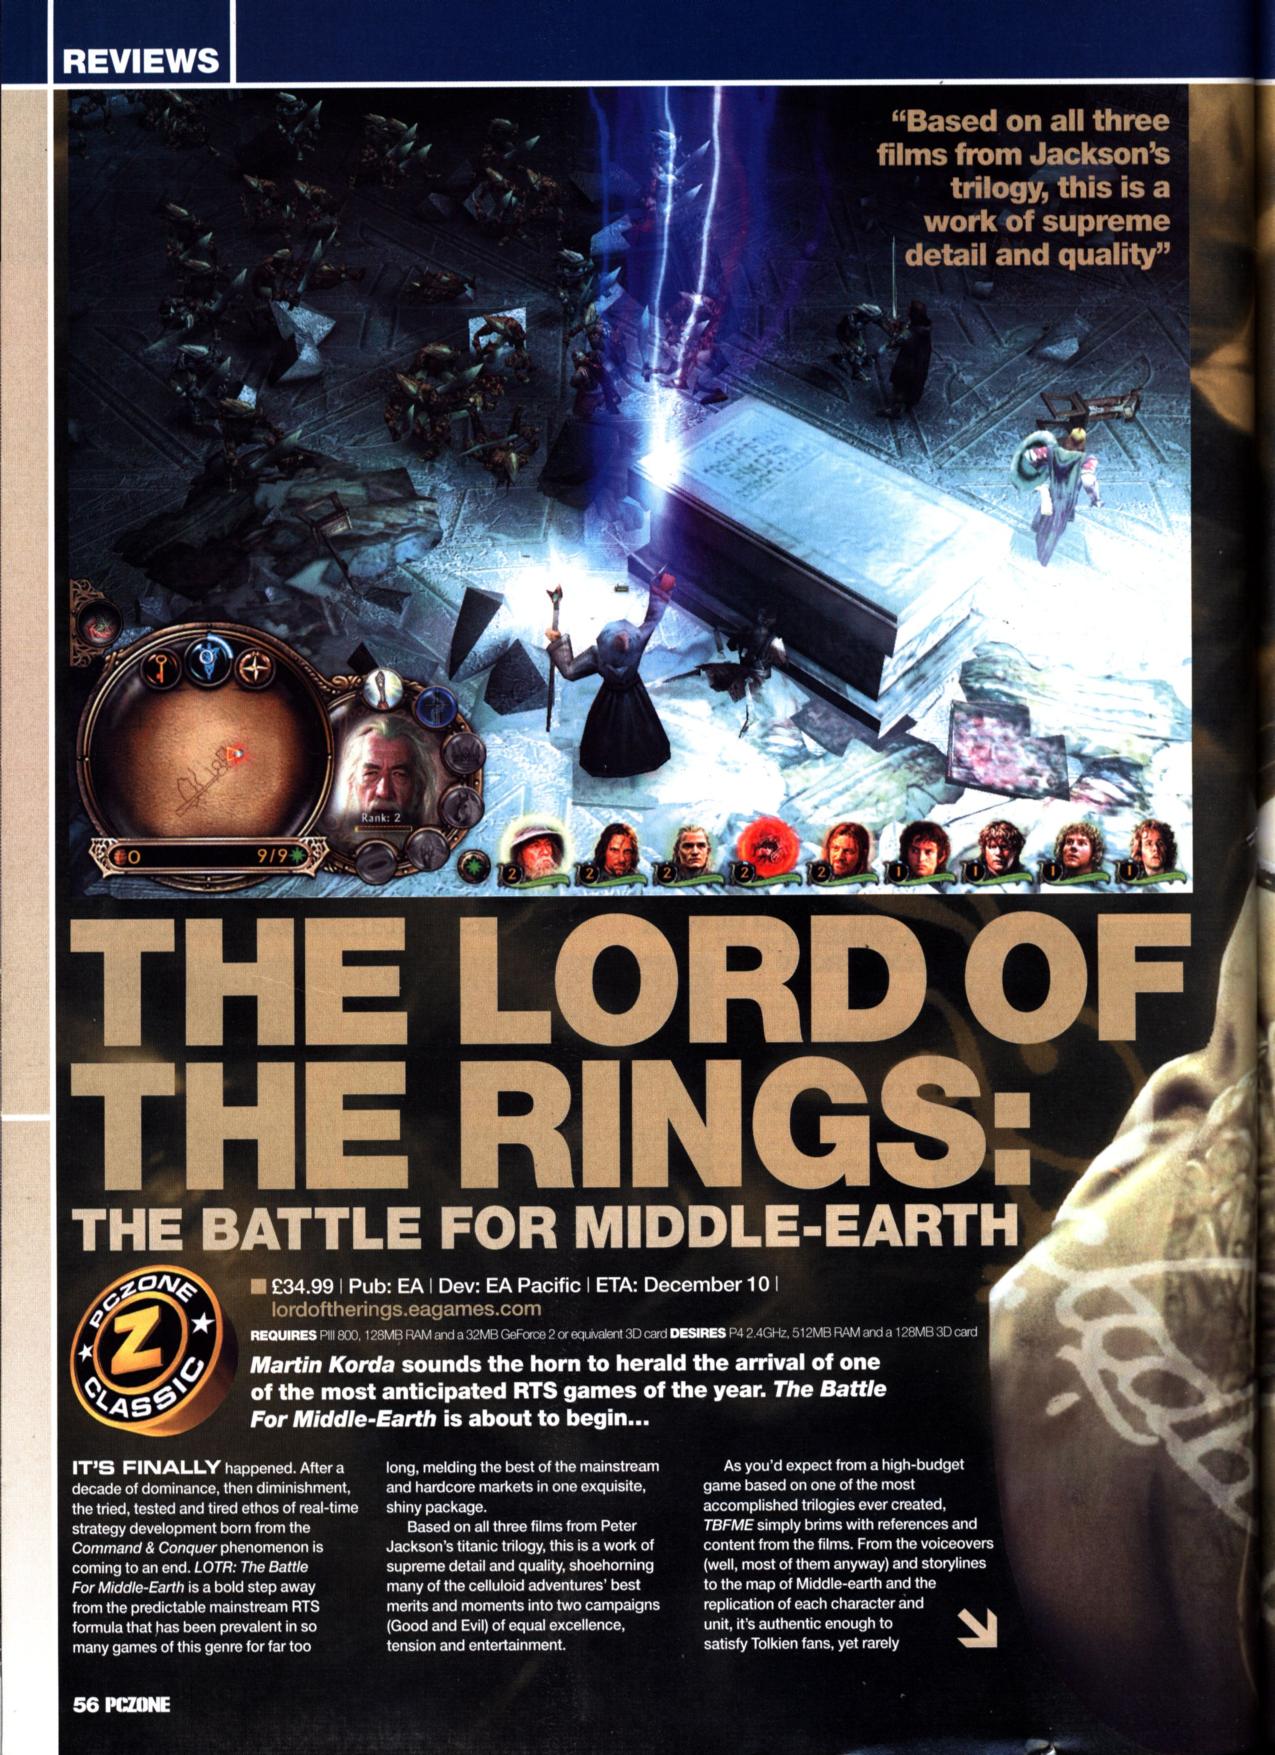 REVIEWS
“Based on all three
films from Jackson’s
trilogy, this is a
work of supreme
detail and quality”
Rank: 2
0
9/9
2
2
2
2
2
1
1
1
1
THE LORD OF
THE RINGS:
THE BATTLE FOR MIDDLE-EARTH
PCZONE
Z
CLASSIC
£34.99 | Pub: EA | Dev: EA Pacific | ETA: December 10 |
lordoftherings.eagames.com
REQUIRES PIII 800, 128MB RAM and a 32MB GeForce 2 or equivalent 3D card DESIRES P4 2.4GHz, 512MB RAM and a 128MB 3D card
Martin Korda sounds the horn to herald the arrival of one
of the most anticipated RTS games of the year. The Battle
For Middle-Earth is about to begin...
IT’S FINALLY happened. After a
decade of dominance, then diminishment,
the tried, tested and tired ethos of real-time
strategy development born from the
Command & Conquer phenomenon is
coming to an end. LOTR: The Battle
For Middle-Earth is a bold step away
from the predictable mainstream RTS
formula that has been prevalent in so
many games of this genre for far too
long, melding the best of the mainstream
and hardcore markets in one exquisite,
shiny package.
Based on all three films from Peter
Jackson’s titanic trilogy, this is a work of
supreme detail and quality, shoehorning
many of the celluloid adventures’ best
merits and moments into two campaigns
(Good and Evil) of equal excellence,
tension and entertainment.
As you’d expect from a high-budget
game based on one of the most
accomplished trilogies ever created,
TBFME simply brims with references and
content from the films. From the voiceovers
(well, most of them anyway) and storylines
to the map of Middle-earth and the
replication of each character and
unit, it’s authentic enough to
satisfy Tolkien fans, yet rarely
56 PCZONE